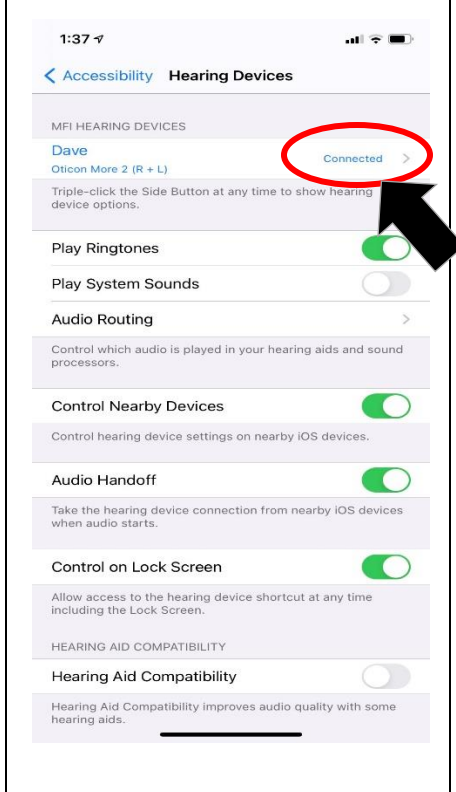 1:37
Accessibility Hearing Devices
MFI HEARING DEVICES
Dave
Oticon More 2 (R + L)
Connected
Triple-click the Side Button at any time to show hearing
device options.
Play Ringtones
Play System Sounds
Audio Routing
Control which audio is played in your hearing aids and sound
processors.
Control Nearby Devices
Control hearing device settings on nearby iOS devices.
Audio Handoff
Take the hearing device connection from nearby iOS devices
when audio starts.
Control on Lock Screen
Allow access to the hearing device shortcut at any time
including the Lock Screen.
HEARING AID COMPATIBILITY
Hearing Aid Compatibility
Hearing Aid Compatibility improves audio quality with some
hearing aids.